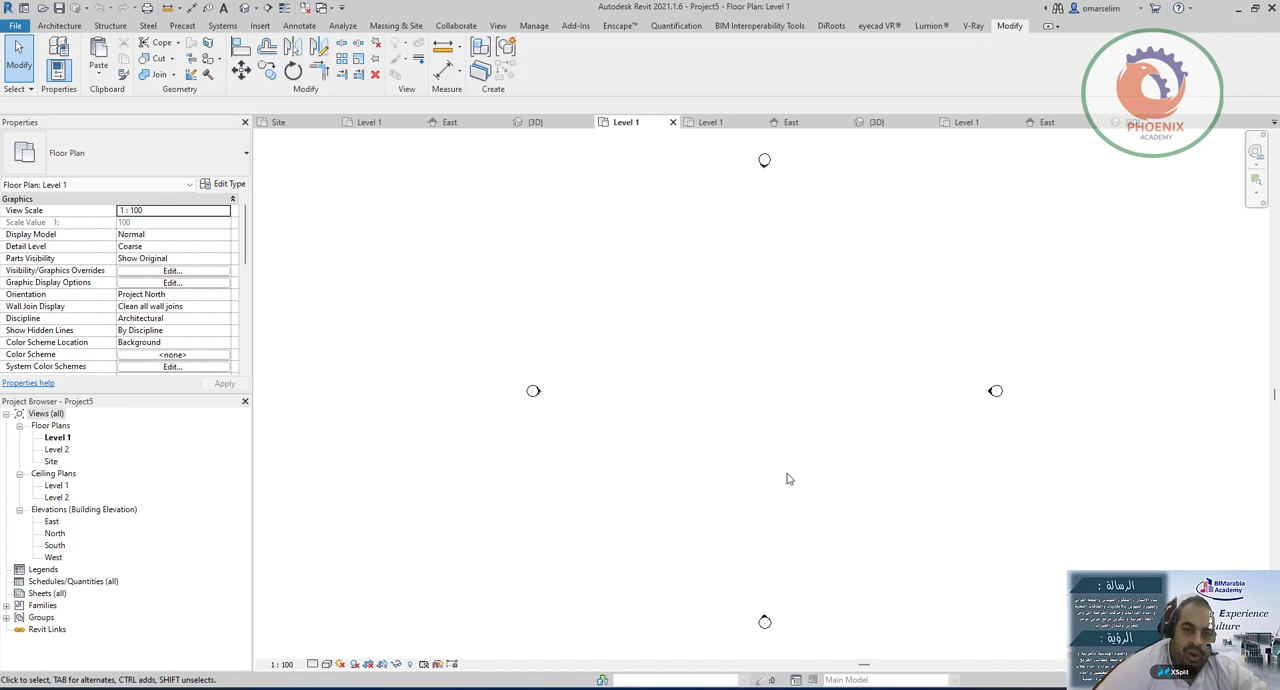 Autodesk Revit 2021.1.6 - Project5 - Floor Plan: Level 1
omarselim
File Architecture Structure Steel Precast Systems Insert Annotate Analyze Massing & Site Collaborate View Manage Add-Ins Quantification BIM Interoperability Tools DiRoots eyecad VR® Lumion® V-Ray Modify
Modify
Paste
Cope
Cut
Join
Select Properties Clipboard Geometry Modify View Measure Create
PHOENIX
ACADEMY
Properties
Site Level 1 East (3D) Level 1 Level 1 East (3D) Level 1 East
Floor Plan
Floor Plan: Level 1 Edit Type
Graphics
View Scale 1 : 100
Scale Value 1: 100
Display Model Normal
Detail Level Coarse
Parts Visibility Show Original
Visibility/Graphics Overrides Edit...
Graphic Display Options Edit...
Orientation Project North
Wall Join Display Clean all wall joins
Discipline Architectural
Show Hidden Lines By Discipline
Color Scheme Location Background
Color Scheme <none>
System Color Schemes Edit...
Properties help Apply
Project Browser - Project5
Views (all)
Floor Plans
Level 1
Level 2
Site
Ceiling Plans
Level 1
Level 2
Elevations (Building Elevation)
East
North
South
West
Legends
Schedules/Quantities (all)
Sheets (all)
Families
Groups
Revit Links
الرسالة :
BIMarabia
Academy
Experience
الرؤية :
XSplit
1 : 100
Click to select, TAB for alternates, CTRL adds, SHIFT unselects.
:0
Main Model